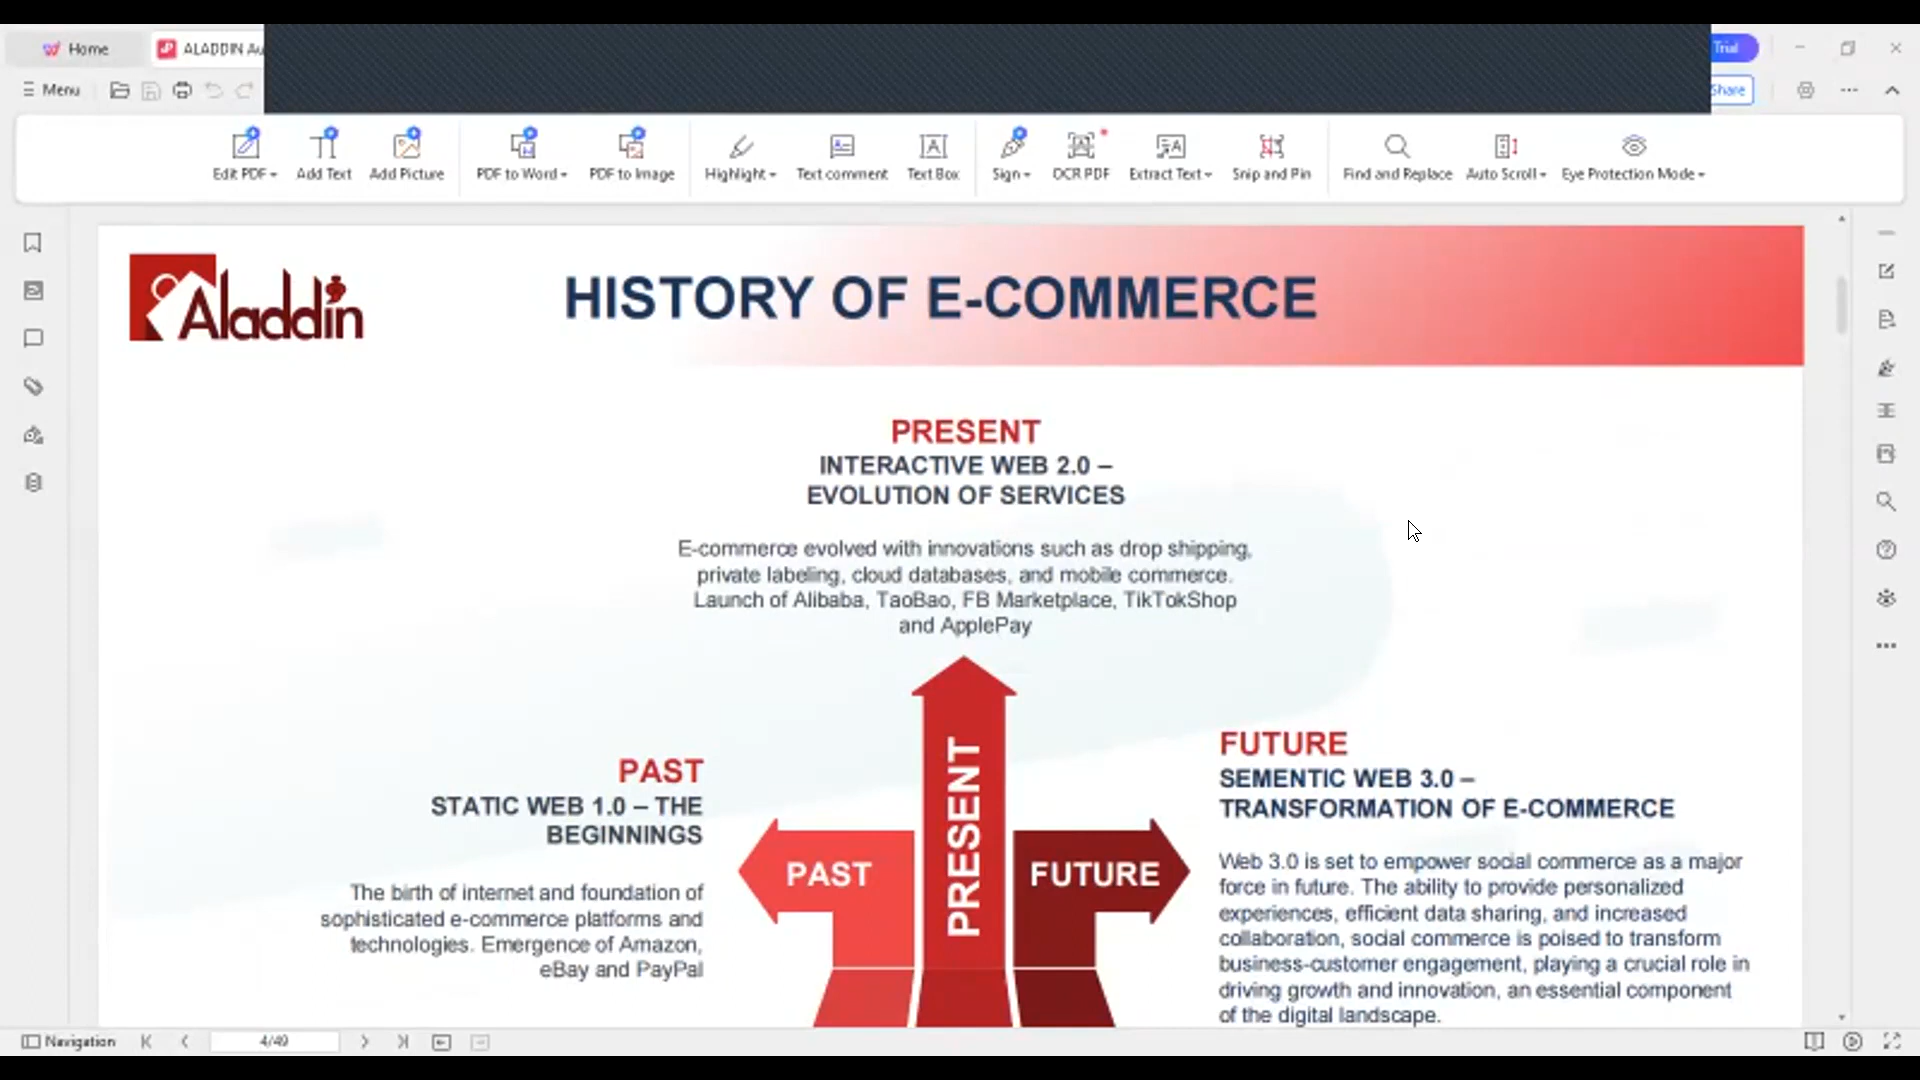 Home
ALADDIN Au
Trial
Menu
Share
Edit PDF
Add Text
Add Picture
PDF to Word
PDF to Image
Highlight
Text comment
Text Box
Sign
OCR PDF
Extract Text
Snip and Pin
Find and Replace
Auto Scroll
Eye Protection Mode
Aladdin
HISTORY OF E-COMMERCE
PRESENT
INTERACTIVE WEB 2.0 –
EVOLUTION OF SERVICES
E-commerce evolved with innovations such as drop shipping,
private labeling, cloud databases, and mobile commerce.
Launch of Alibaba, TaoBao, FB Marketplace, TikTokShop
and ApplePay
PAST
STATIC WEB 1.0 – THE
BEGINNINGS
The birth of internet and foundation of
sophisticated e-commerce platforms and
technologies. Emergence of Amazon,
eBay and PayPal
PAST
PRESENT
FUTURE
FUTURE
SEMENTIC WEB 3.0 –
TRANSFORMATION OF E-COMMERCE
Web 3.0 is set to empower social commerce as a major
force in future. The ability to provide personalized
experiences, efficient data sharing, and increased
collaboration, social commerce is poised to transform
business-customer engagement, playing a crucial role in
driving growth and innovation, an essential component
of the digital landscape.
Navigation
4/49